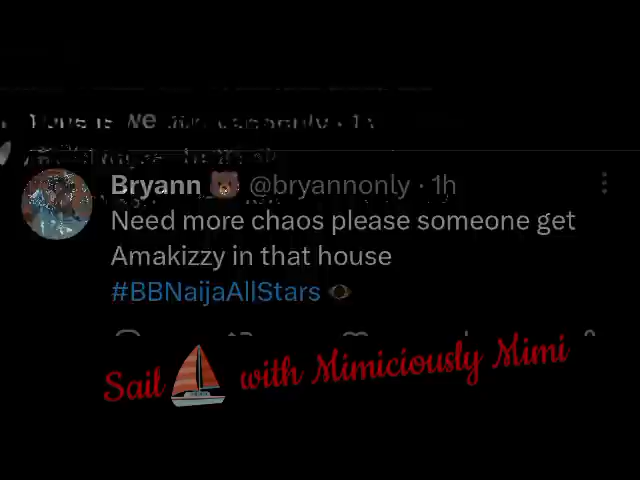 Bryann 🐻 @bryannonly · 1h
Need more chaos please someone get
Amakizzy in that house
#BBNaijaAllStars
Sail with Mimiciously Mimi